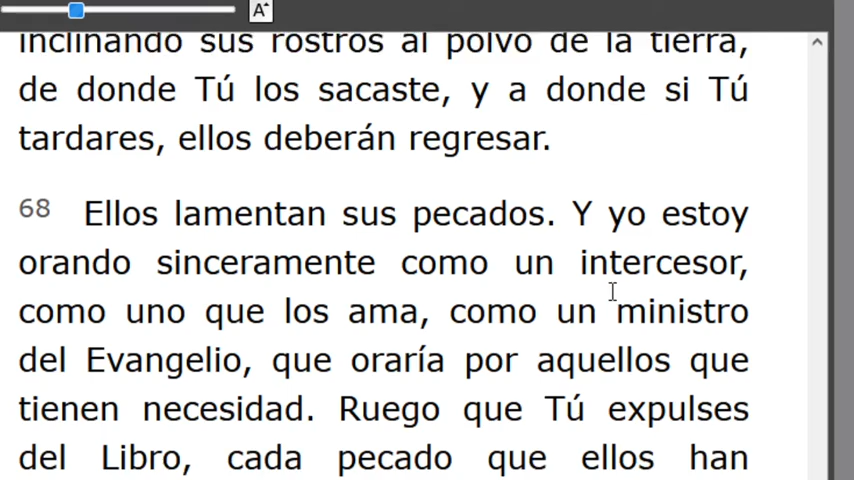 A
inclinando sus rostros al polvo de la tierra,
de donde Tú los sacaste, y a donde si Tú
tardares, ellos deberán regresar.
68 Ellos lamentan sus pecados. Y yo estoy
orando sinceramente como un intercesor,
como uno que los ama, como un ministro
del Evangelio, que oraría por aquellos que
tienen necesidad. Ruego que Tú expulses
del Libro, cada pecado que ellos han